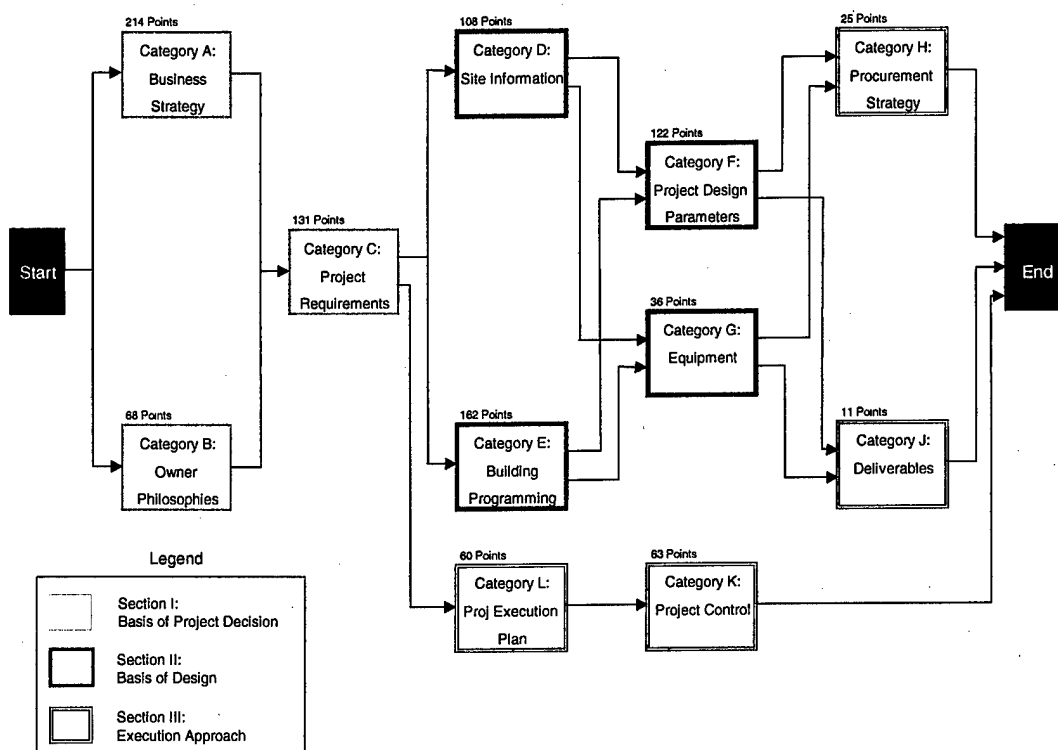 214 Points
Category A:
Business
Strategy
108 Points
Category D:
Site Information
25 Points
Category H:
Procurement
Strategy
122 Points
Category F:
Project Design
Parameters
131 Points
Category C:
Project
Requirements
Start
End
36 Points
Category G:
Equipment
68 Points
Category B:
Owner
Philosophies
162 Points
Category E:
Building
Programming
11 Points
Category J:
Deliverables
60 Points
Category L:
Proj Execution
Plan
63 Points
Category K:
Project Control
Legend
Section I:
Basis of Project Decision
Section II:
Basis of Design
Section III:
Execution Approach